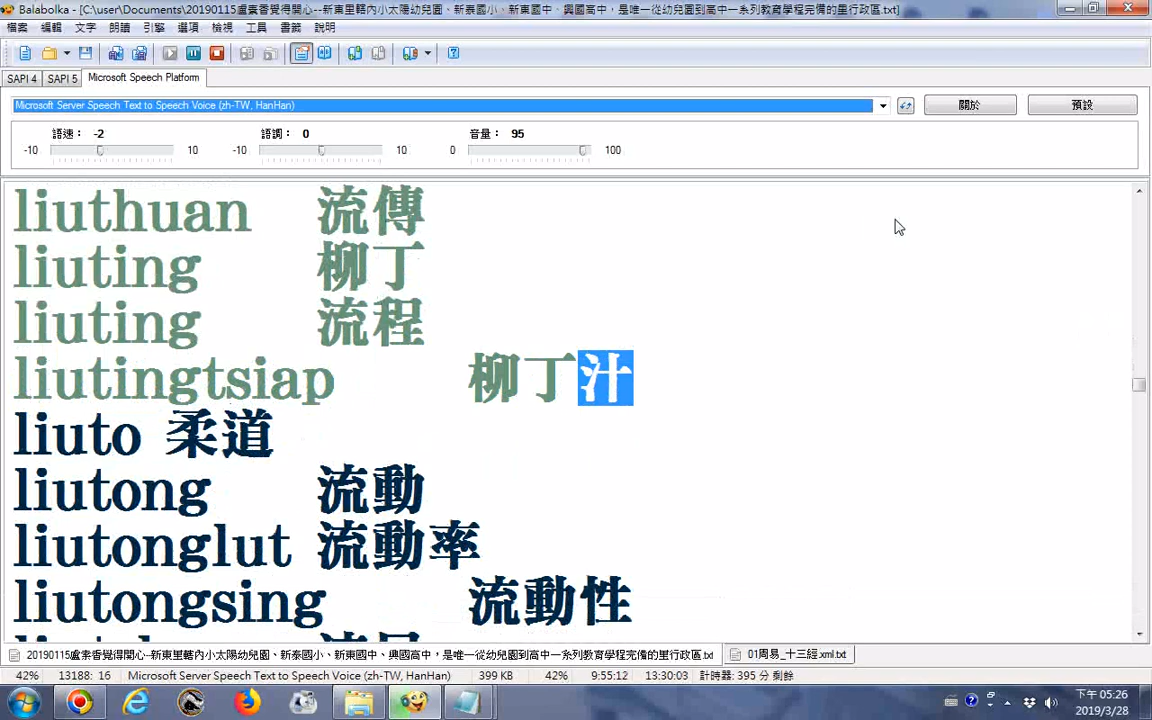 Balabolka - [C:\user\Documents\20190115盧素香覺得開心--新東里轄內小太陽幼兒園、新泰國小、新東國中、興國高中，是唯一從幼兒園到高中一系列教育學程完備的里行政區.txt]
檔案 編輯 文字 朗讀 引擎 選項 檢視 工具 書籤 說明
SAPI 4 SAPI 5 Microsoft Speech Platform
Microsoft Server Speech Text to Speech Voice (zh-TW, HanHan) 關於 預設
語速： -2 語調： 0 音量： 95
-10 10 -10 10 0 100
liuthuan 流傳
liuting 柳丁
liuting 流程
liutingtsiap 柳丁汁
liuto 柔道
liutong 流動
liutonglut 流動率
liutongsing 流動性
20190115盧素香覺得開心--新東里轄內小太陽幼兒園、新泰國小、新東國中、興國高中，是唯一從幼兒園到高中一系列教育學程完備的里行政區.txt 01周易_十三經.xml.txt
42% 13188: 16 Microsoft Server Speech Text to Speech Voice (zh-TW, HanHan) 399 KB 42% 9:55:12 13:30:03 計時器: 395 分 剩餘
下午 05:26
2019/3/28